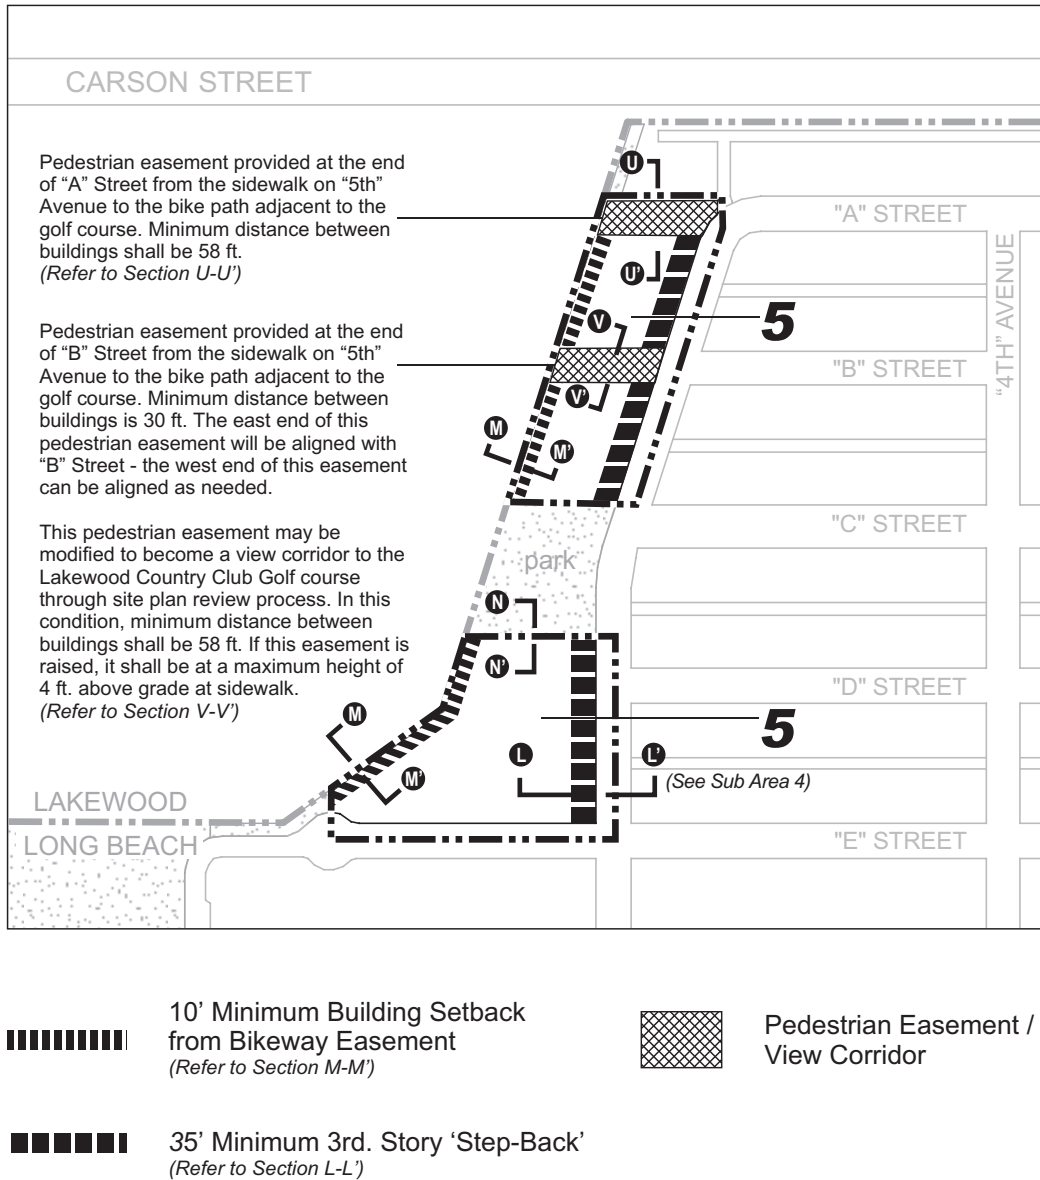 CARSON STREET
Pedestrian easement provided at the end
of “A” Street from the sidewalk on “5th”
Avenue to the bike path adjacent to the
golf course. Minimum distance between
buildings shall be 58 ft.
(Refer to Section U-U’)
Pedestrian easement provided at the end
of “B” Street from the sidewalk on “5th”
Avenue to the bike path adjacent to the
golf course. Minimum distance between
buildings is 30 ft. The east end of this
pedestrian easement will be aligned with
“B” Street - the west end of this easement
can be aligned as needed.
This pedestrian easement may be
modified to become a view corridor to the
Lakewood Country Club Golf course
through site plan review process. In this
condition, minimum distance between
buildings shall be 58 ft. If this easement is
raised, it shall be at a maximum height of
4 ft. above grade at sidewalk.
(Refer to Section V-V’)
U
U’
V
V’
M
M’
5
"A" STREET
"B" STREET
“4TH” AVENUE
"C" STREET
park
N
N’
M
M’
L
L’
5
(See Sub Area 4)
"D" STREET
"E" STREET
LAKEWOOD
LONG BEACH
10’ Minimum Building Setback
from Bikeway Easement
(Refer to Section M-M’)
Pedestrian Easement /
View Corridor
35’ Minimum 3rd. Story ‘Step-Back’
(Refer to Section L-L’)